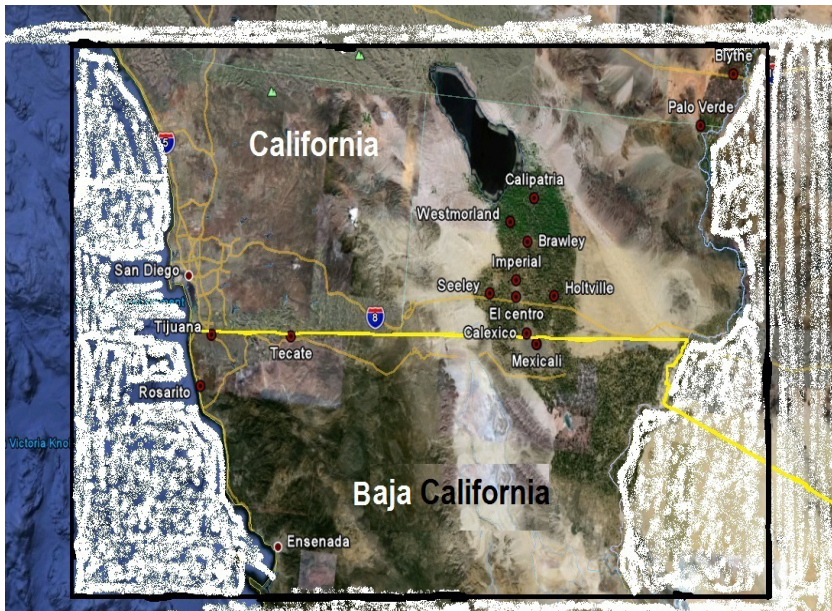 Blythe
Palo Verde
5
California
Calipatria
Westmorland
Brawley
Imperial
San Diego
Seeley
Holtville
El centro
8
Tijuana
Calexico
Tecate
Mexicali
Rosarito
Victoria Kno
Baja California
Ensenada